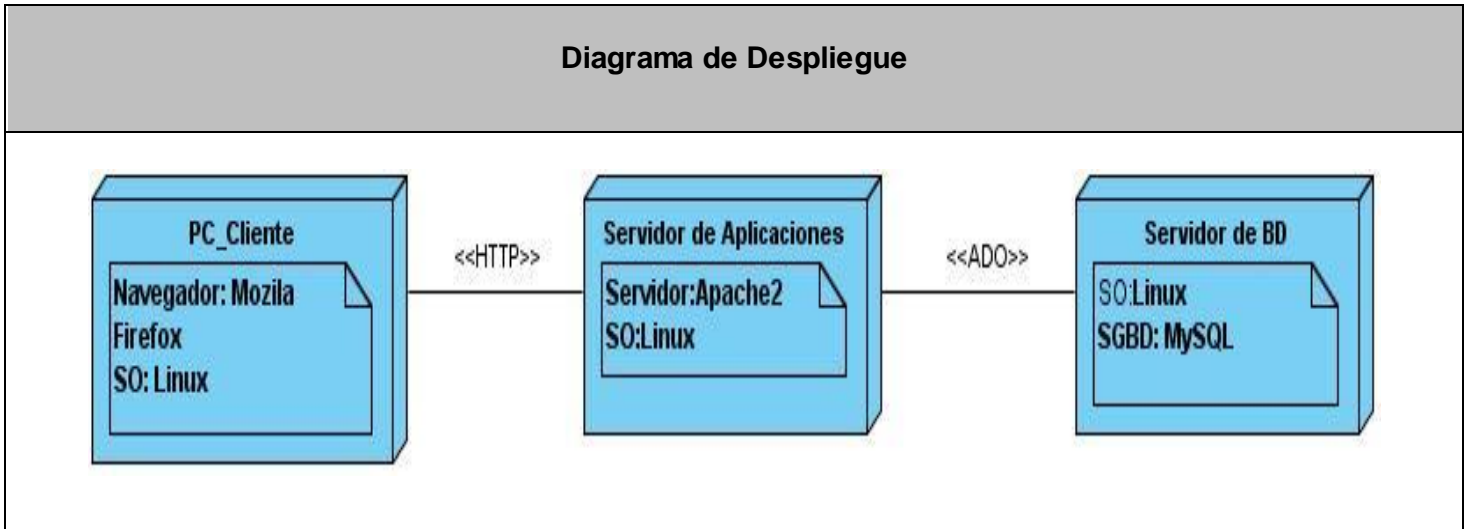 Diagrama de Despliegue
PC_Cliente
Navegador: Mozila
Firefox
SO: Linux
<<HTTP>>
Servidor de Aplicaciones
Servidor:Apache2
SO:Linux
<<ADO>>
Servidor de BD
SO:Linux
SGBD: MySQL